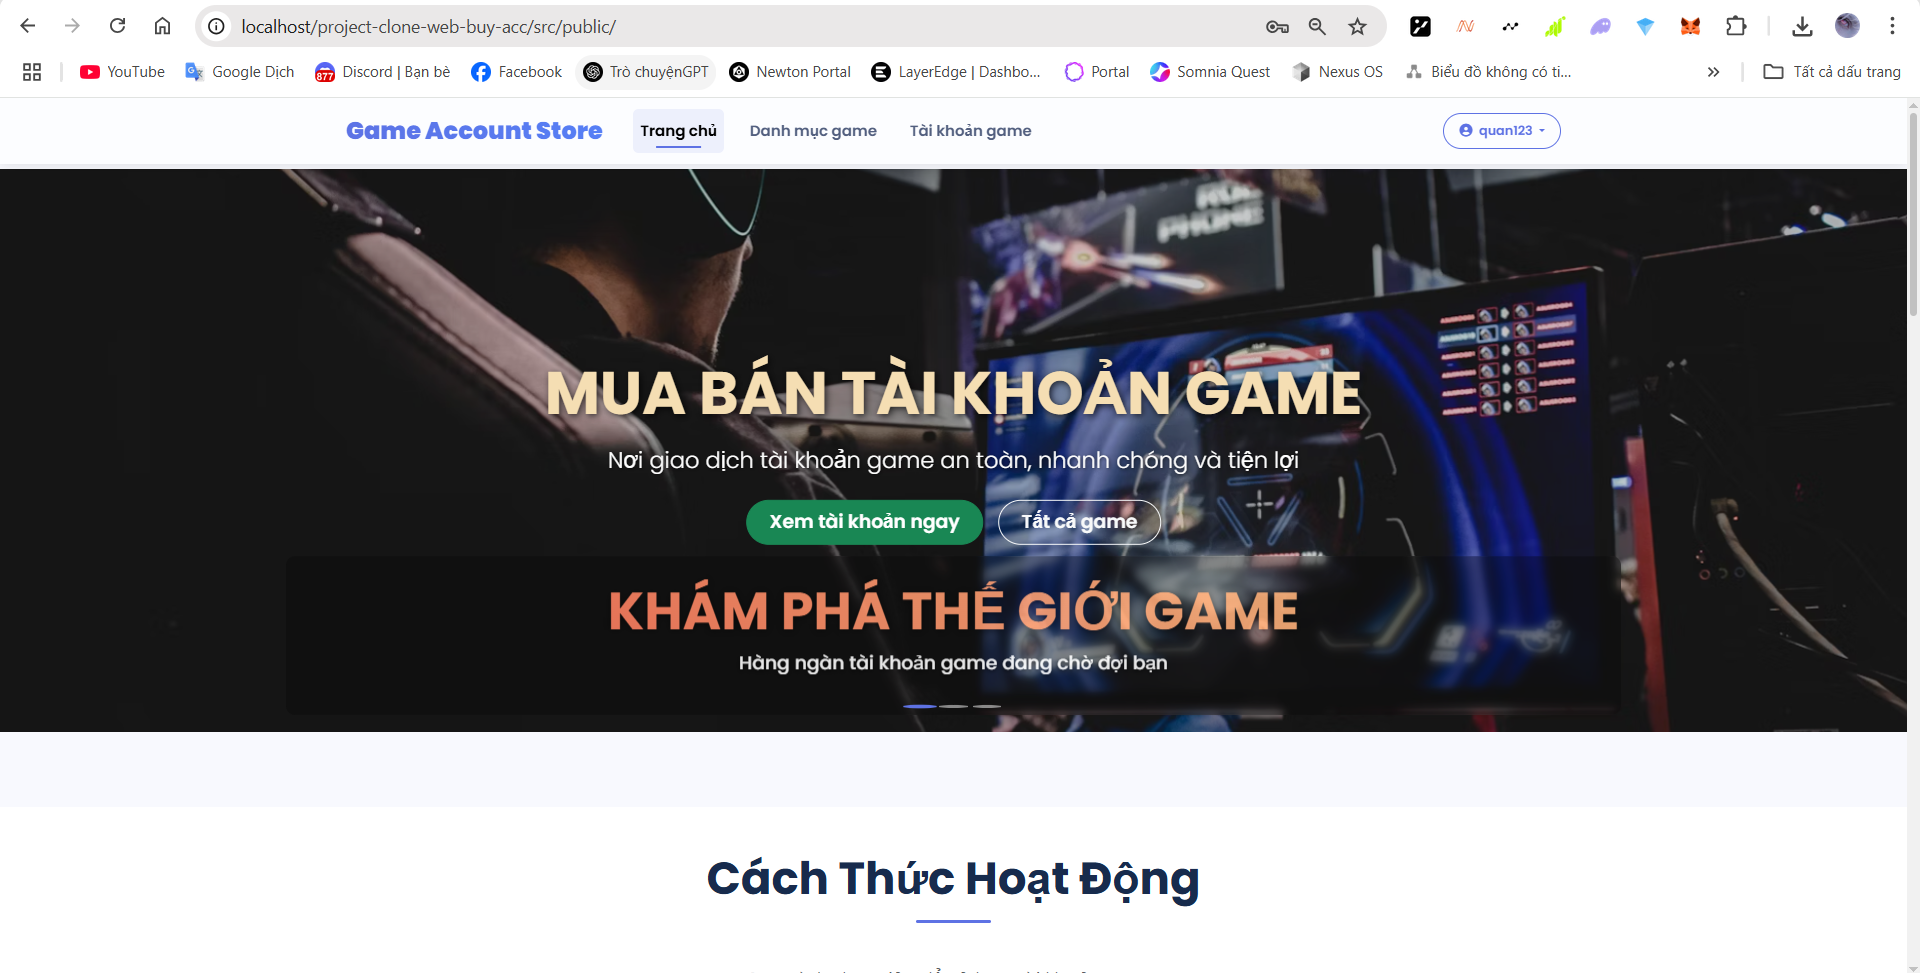 localhost/project-clone-web-buy-acc/src/public/
YouTube
Google Dịch
877
Discord | Bạn bè
Facebook
Trò chuyệnGPT
Newton Portal
LayerEdge | Dashbo...
Portal
Somnia Quest
Nexus OS
Biểu đồ không có ti...
Tất cả dấu trang
Game Account Store
Trang chủ
Danh mục game
Tài khoản game
quan123
PHONE
MUA BÁN TÀI KHOẢN GAME
Nơi giao dịch tài khoản game an toàn, nhanh chóng và tiện lợi
Xem tài khoản ngay
Tất cả game
KHÁM PHÁ THẾ GIỚI GAME
Hàng ngàn tài khoản game đang chờ đợi bạn
Cách Thức Hoạt Động